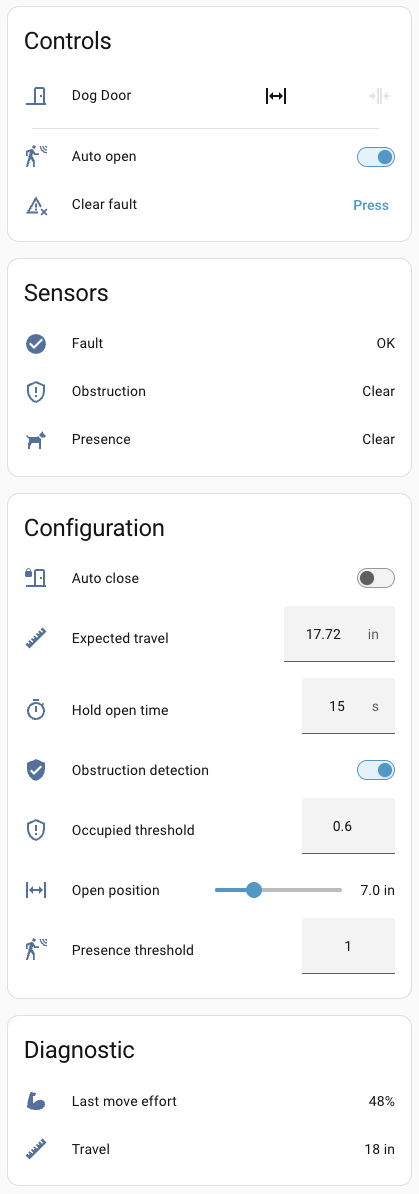 Controls
Dog Door
Auto open
Clear fault Press
Sensors
Fault OK
Obstruction Clear
Presence Clear
Configuration
Auto close
Expected travel 17.72 in
Hold open time 15 s
Obstruction detection
Occupied threshold 0.6
Open position 7.0 in
Presence threshold 1
Diagnostic
Last move effort 48%
Travel 18 in